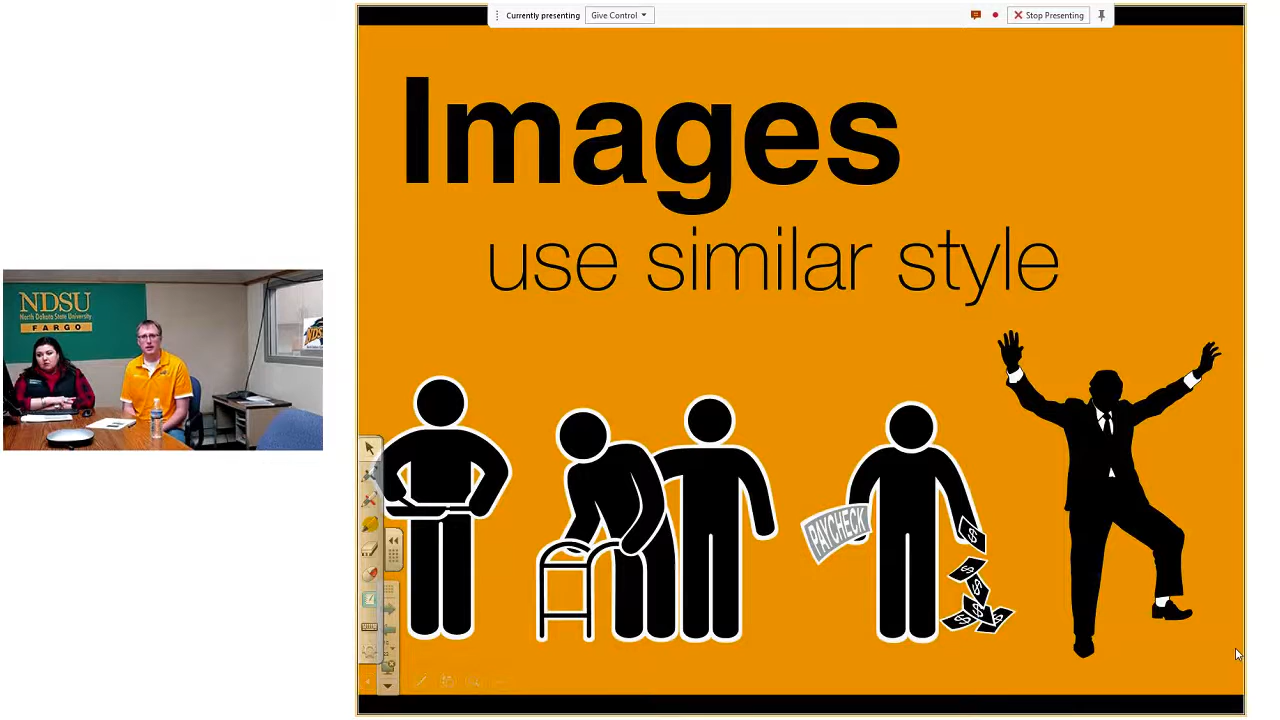 Currently presenting
Give Control
Stop Presenting
Images
use similar style
NDSU
North Dakota State University
FARGO
PAYCHECK
$
$
$
$
$
$